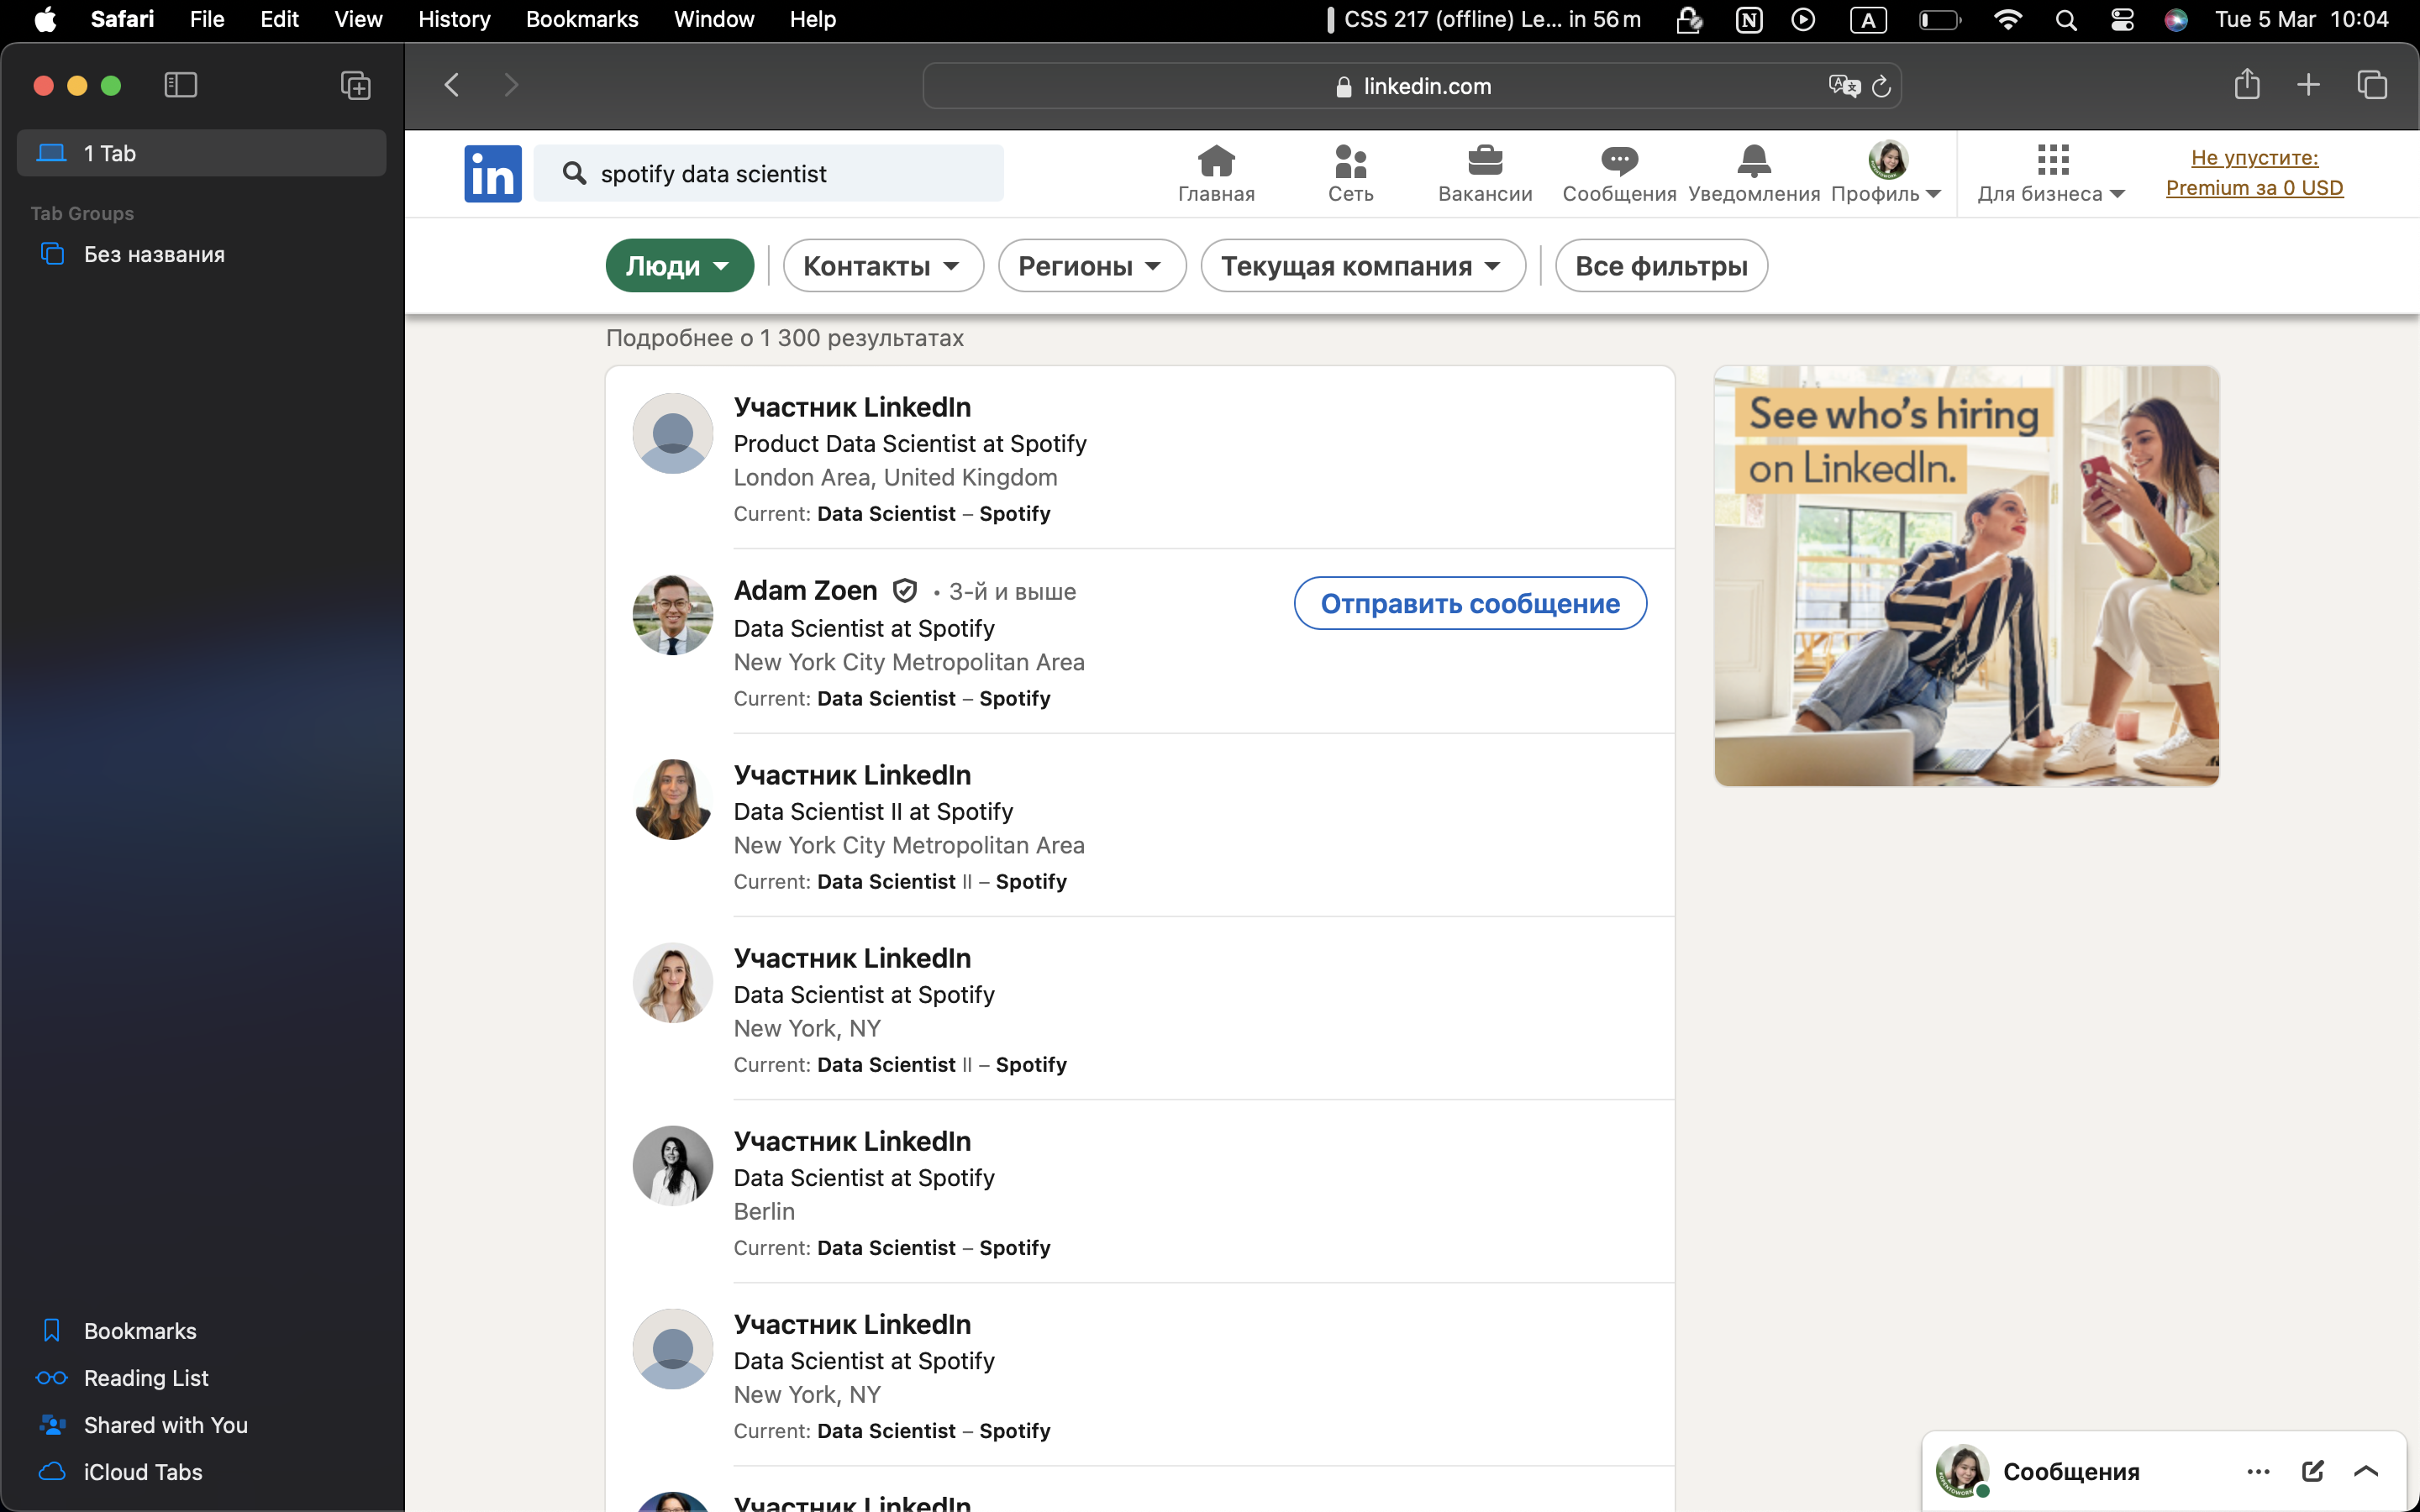 Safari File Edit View History Bookmarks Window Help CSS 217 (offline) Le... in 56 m A Tue 5 Mar 10:04
linkedin.com
1 Tab
Tab Groups
Без названия
Bookmarks
Reading List
Shared with You
iCloud Tabs
in
spotify data scientist
Главная
Сеть
Вакансии
Сообщения
Уведомления
Профиль
Для бизнеса
Не упустите:
Premium за 0 USD
Люди Контакты Регионы Текущая компания Все фильтры
Подробнее о 1 300 результатах
Участник LinkedIn
Product Data Scientist at Spotify
London Area, United Kingdom
Current: Data Scientist – Spotify
Adam Zoen • 3-й и выше
Отправить сообщение
Data Scientist at Spotify
New York City Metropolitan Area
Current: Data Scientist – Spotify
Участник LinkedIn
Data Scientist II at Spotify
New York City Metropolitan Area
Current: Data Scientist II – Spotify
Участник LinkedIn
Data Scientist at Spotify
New York, NY
Current: Data Scientist II – Spotify
Участник LinkedIn
Data Scientist at Spotify
Berlin
Current: Data Scientist – Spotify
Участник LinkedIn
Data Scientist at Spotify
New York, NY
Current: Data Scientist – Spotify
Участник LinkedIn
See who's hiring
on LinkedIn.
Сообщения